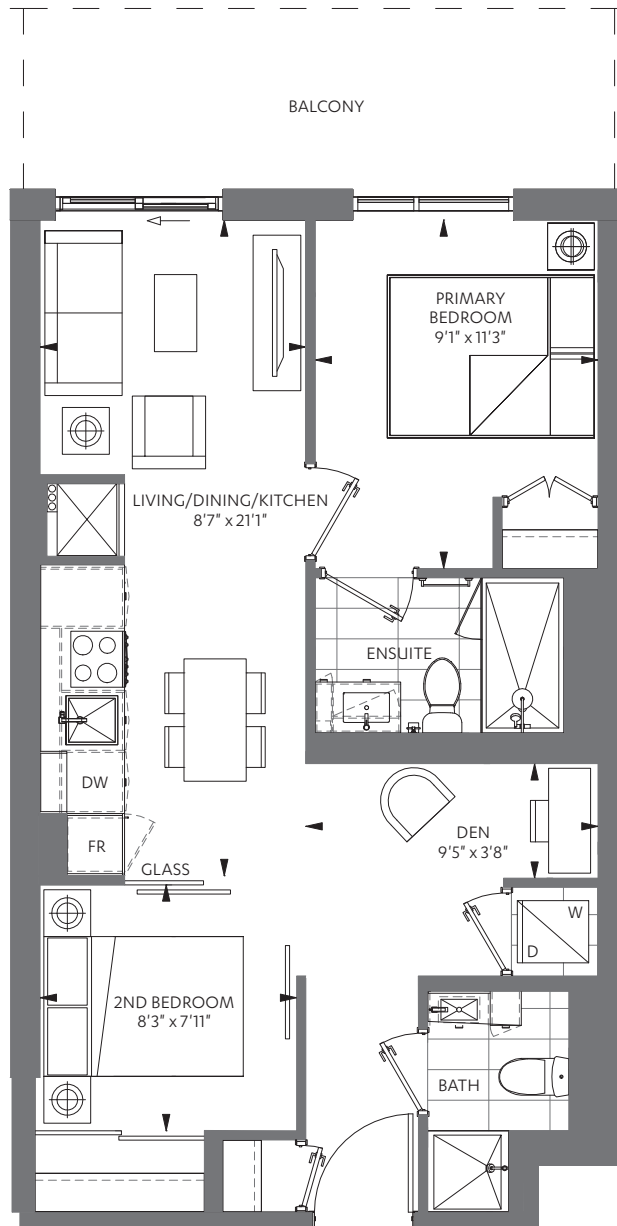 BALCONY
PRIMARY
BEDROOM
9'1" x 11'3"
LIVING/DINING/KITCHEN
8'7" x 21'1"
ENSUITE
DW
FR
DEN
9'5" x 3'8"
GLASS
W
D
2ND BEDROOM
8'3" x 7'11"
BATH